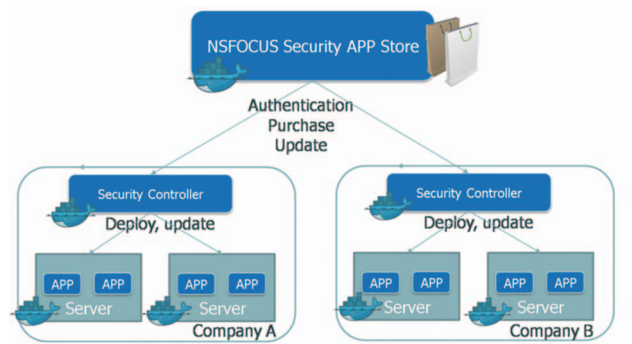 NSFOCUS Security APP Store
Authentication
Purchase
Update
Security Controller
Deploy, update
APP APP
Server
APP APP
Server
Company A
Security Controller
Deploy, update
APP APP
Server
APP APP
Server
Company B